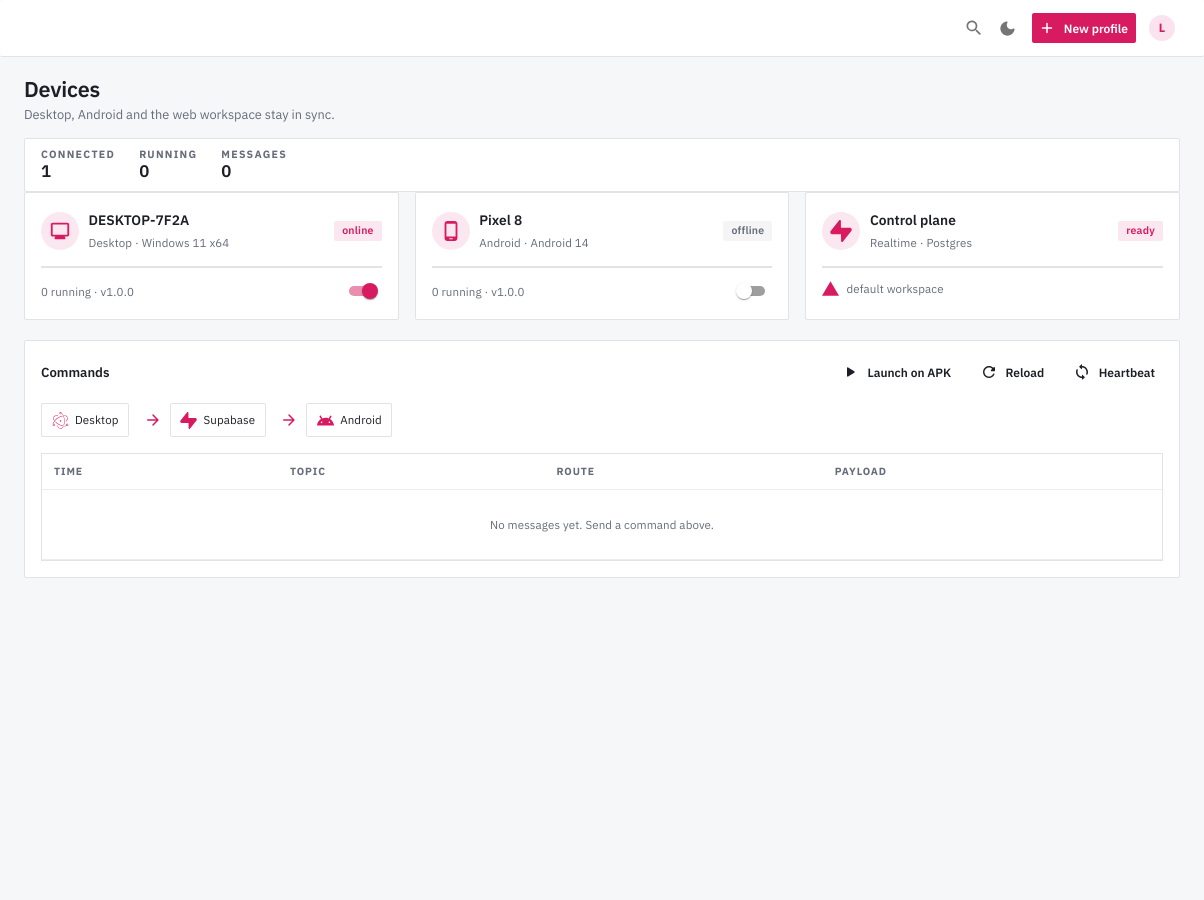 New profile
L
Devices
Desktop, Android and the web workspace stay in sync.
CONNECTED RUNNING MESSAGES
1 0 0
DESKTOP-7F2A
Desktop · Windows 11 x64
online
0 running · v1.0.0
Pixel 8
Android · Android 14
offline
0 running · v1.0.0
Control plane
Realtime · Postgres
ready
default workspace
Commands
Launch on APK Reload Heartbeat
Desktop Supabase Android
TIME TOPIC ROUTE PAYLOAD
No messages yet. Send a command above.